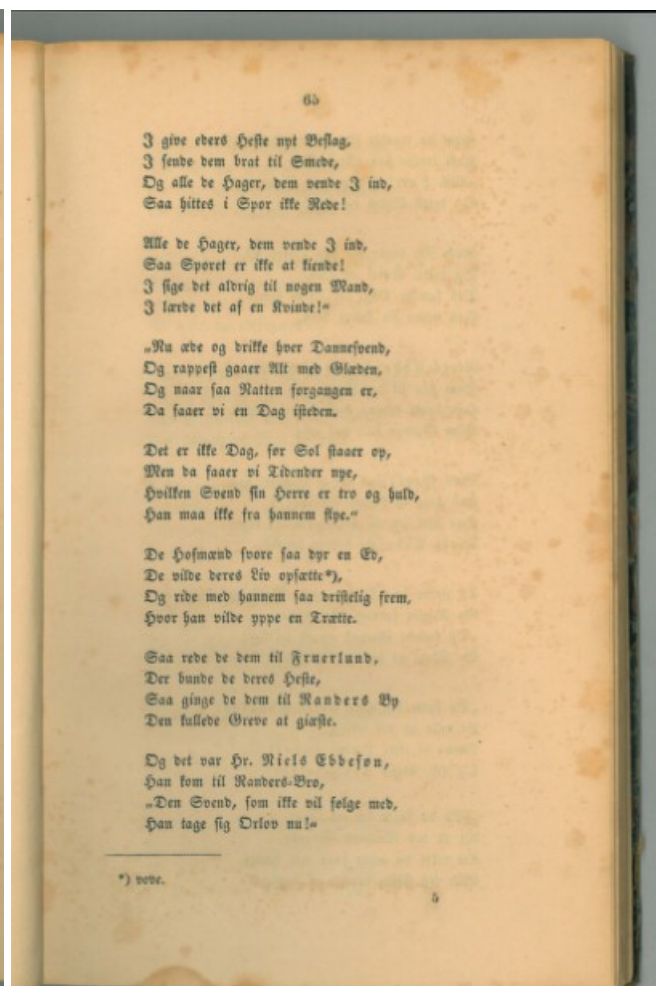 65
I give eders Heste nyt Beslag,
I sende dem brat til Smede,
Og alle de Hager, dem vende I ind,
Saa hittes i Spor ikke Rede!
Alle de Hager, dem vende I ind,
Saa Sporet er ikke at kiende!
I sige det aldrig til nogen Mand,
I lærde det af en Kvinde!“
„Nu æde og drikke hver Dannesvend,
Og rappest gaaer Alt med Glæden,
Og naar saa Natten forgangen er,
Da faaer vi en Dag isteden.
Det er ikke Dag, før Sol staaer op,
Men da faaer vi Tidender nye,
Hvilken Svend sin Herre er tro og huld,
Han maa ikke fra hannem flye.“
De Hofmænd svore saa dyr en Ed,
De vilde deres Liv opsætte*),
Og ride med hannem saa dristelig frem,
Hvor han vilde yppe en Trætte.
Saa rede de dem til Fruerlund,
Der bunde de deres Heste,
Saa ginge de dem til Randers By
Den kullede Greve at giæste.
Og det var Hr. Niels Ebbesøn,
Han kom til Randers-Bro,
„Den Svend, som ikke vil følge med,
Han tage sig Orlov nu!“
*) vove.
5